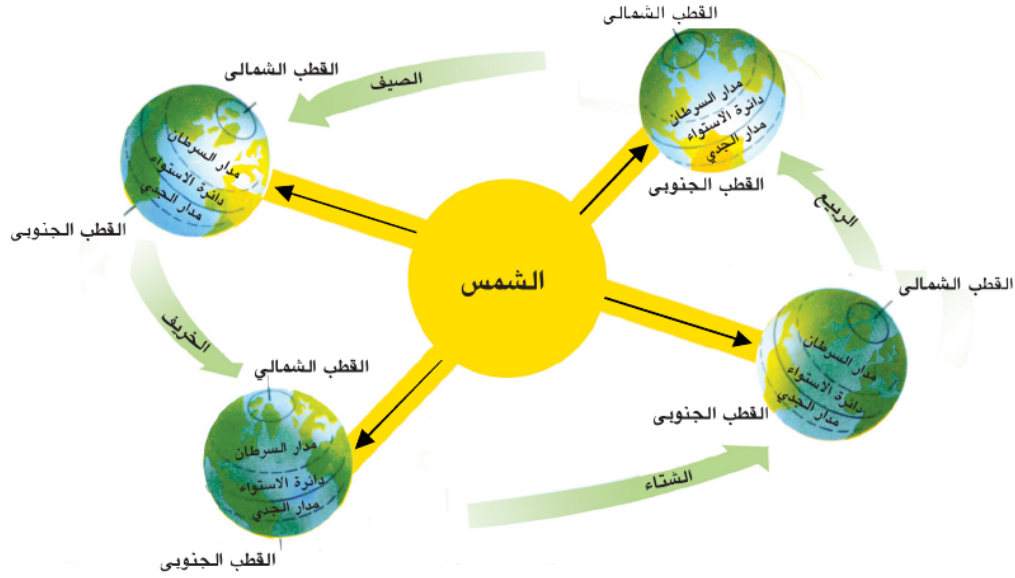 القطب الشمالى
مدار السرطان
دائرة الاستواء
مدار الجدي
القطب الجنوبى
الصيف
القطب الشمالى
مدار السرطان
دائرة الاستواء
مدار الجدي
القطب الجنوبى
الربيع
الشمس
القطب الشمالى
مدار السرطان
دائرة الاستواء
مدار الجدي
القطب الجنوبى
الخريف
القطب الشمالي
مدار السرطان
دائرة الاستواء
مدار الجدي
القطب الجنوبى
الشتاء